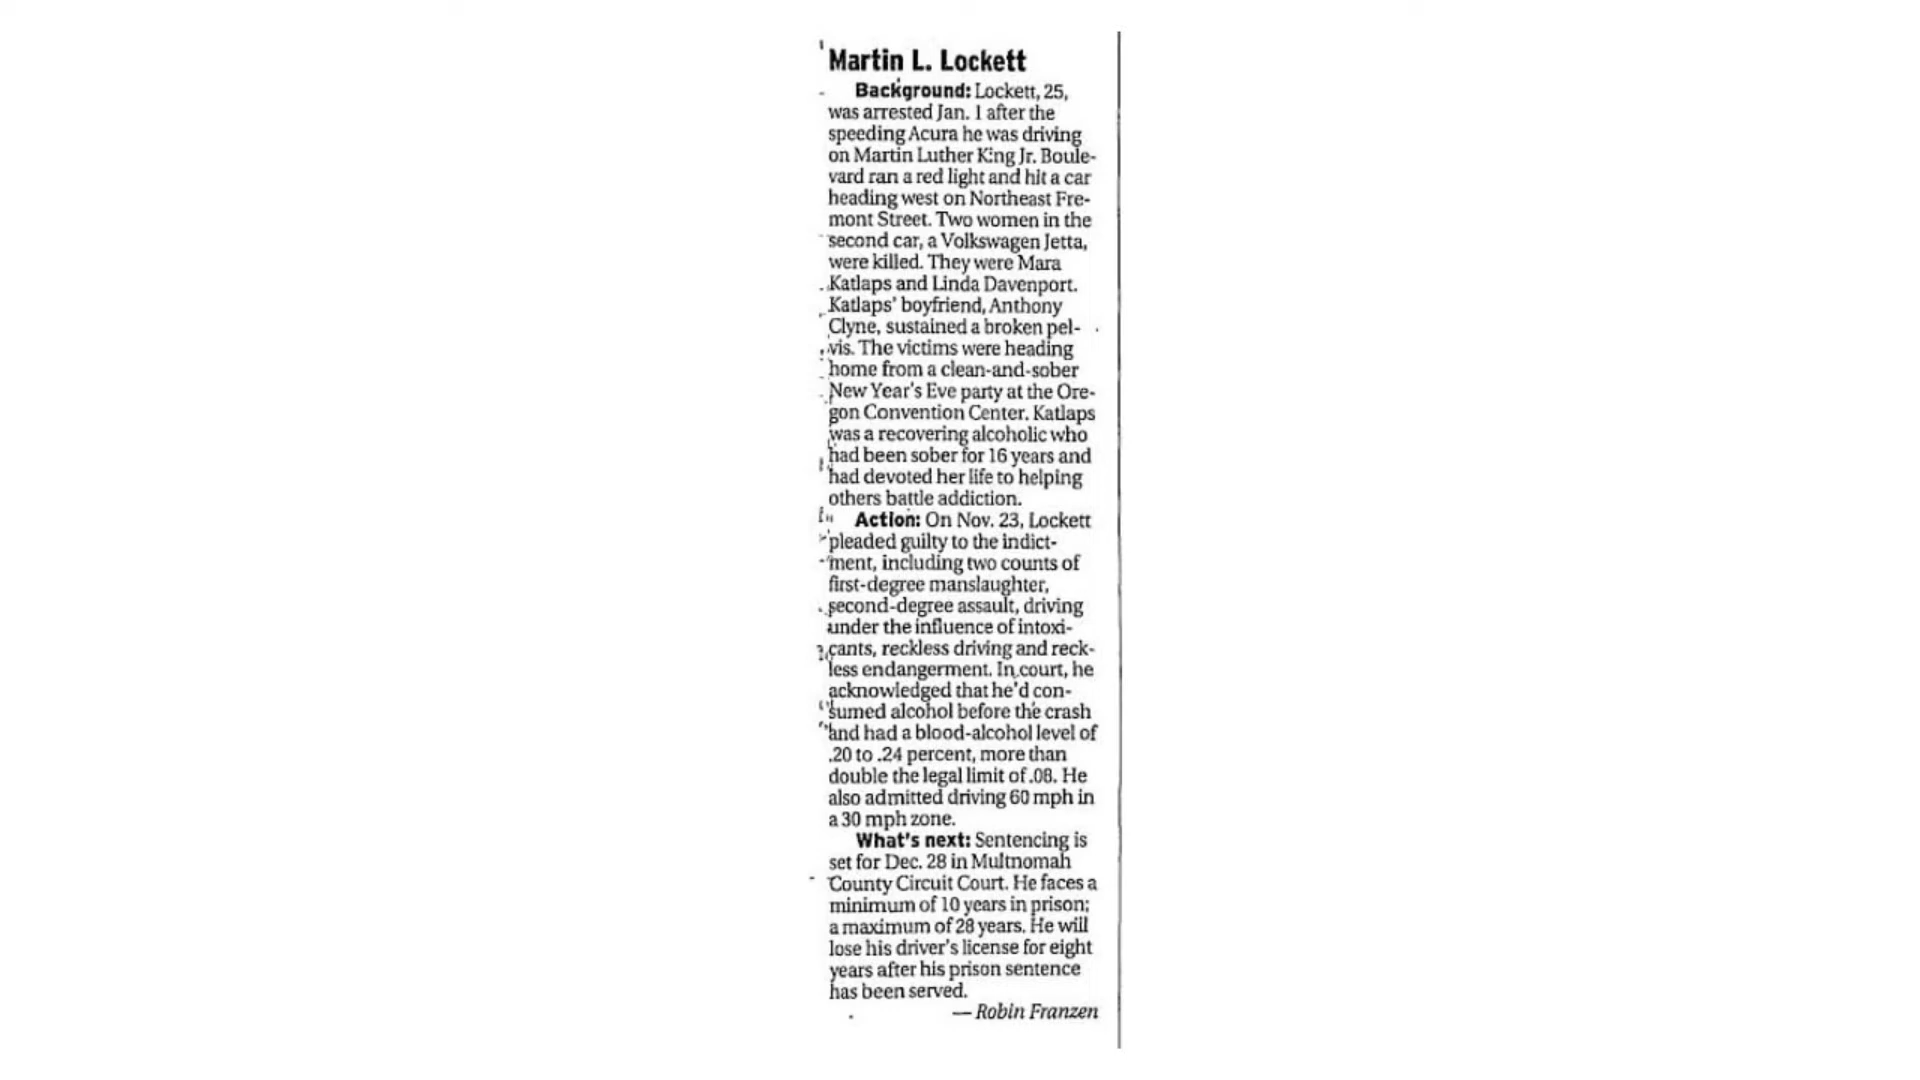 Martin L. Lockett
Background: Lockett, 25,
was arrested Jan. 1 after the
speeding Acura he was driving
on Martin Luther King Jr. Boule-
vard ran a red light and hit a car
heading west on Northeast Fre-
mont Street. Two women in the
second car, a Volkswagen Jetta,
were killed. They were Mara
Katlaps and Linda Davenport.
Katlaps' boyfriend, Anthony
Clyne, sustained a broken pel-
vis. The victims were heading
home from a clean-and-sober
New Year's Eve party at the Ore-
gon Convention Center. Katlaps
was a recovering alcoholic who
had been sober for 16 years and
had devoted her life to helping
others battle addiction.
Action: On Nov. 23, Lockett
pleaded guilty to the indict-
ment, including two counts of
first-degree manslaughter,
second-degree assault, driving
under the influence of intoxi-
cants, reckless driving and reck-
less endangerment. In court, he
acknowledged that he'd con-
sumed alcohol before the crash
and had a blood-alcohol level of
.20 to .24 percent, more than
double the legal limit of .08. He
also admitted driving 60 mph in
a 30 mph zone.
What's next: Sentencing is
set for Dec. 28 in Multnomah
County Circuit Court. He faces a
minimum of 10 years in prison;
a maximum of 28 years. He will
lose his driver's license for eight
years after his prison sentence
has been served.
— Robin Franzen